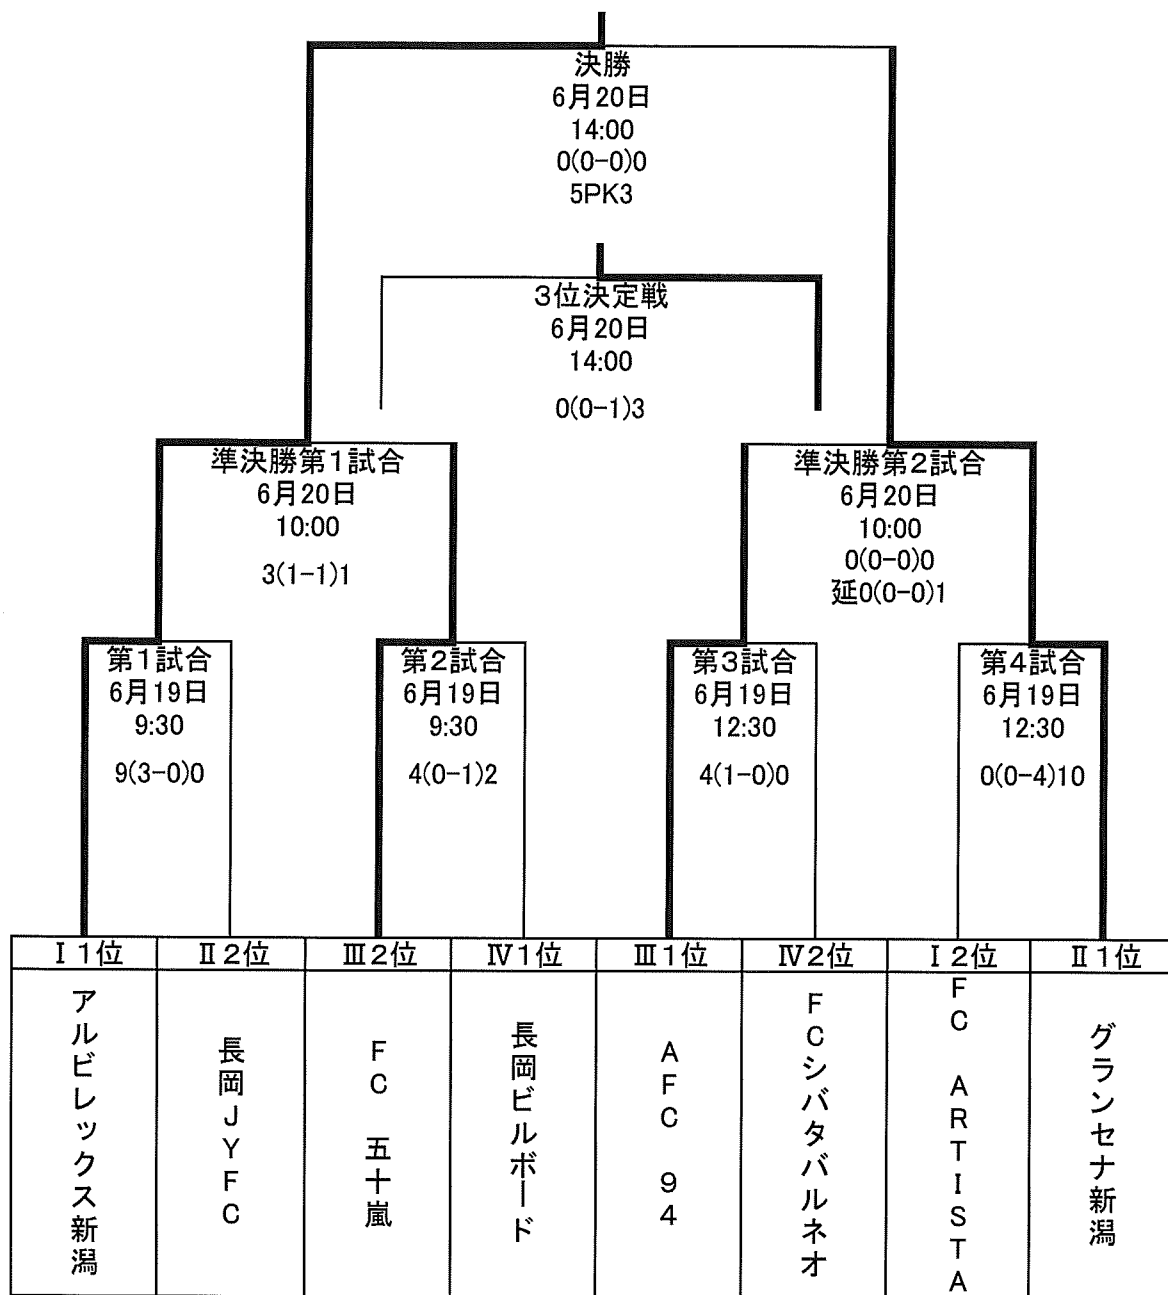 決勝
6月20日
14:00
0(0-0)0
5PK3
3位決定戦
6月20日
14:00
0(0-1)3
準決勝第1試合
6月20日
10:00
3(1-1)1
準決勝第2試合
6月20日
10:00
0(0-0)0
延0(0-0)1
第1試合
6月19日
9:30
9(3-0)0
第2試合
6月19日
9:30
4(0-1)2
第3試合
6月19日
12:30
4(1-0)0
第4試合
6月19日
12:30
0(0-4)10
Ⅰ1位 Ⅱ2位 Ⅲ2位 Ⅳ1位 Ⅲ1位 Ⅳ2位 Ⅰ2位 Ⅱ1位
アルビレックス新潟
長岡JYFC
FC 五十嵐
長岡ビルボード
AFC 94
FCシバタバルネオ
FC ARTISTA
グランセナ新潟